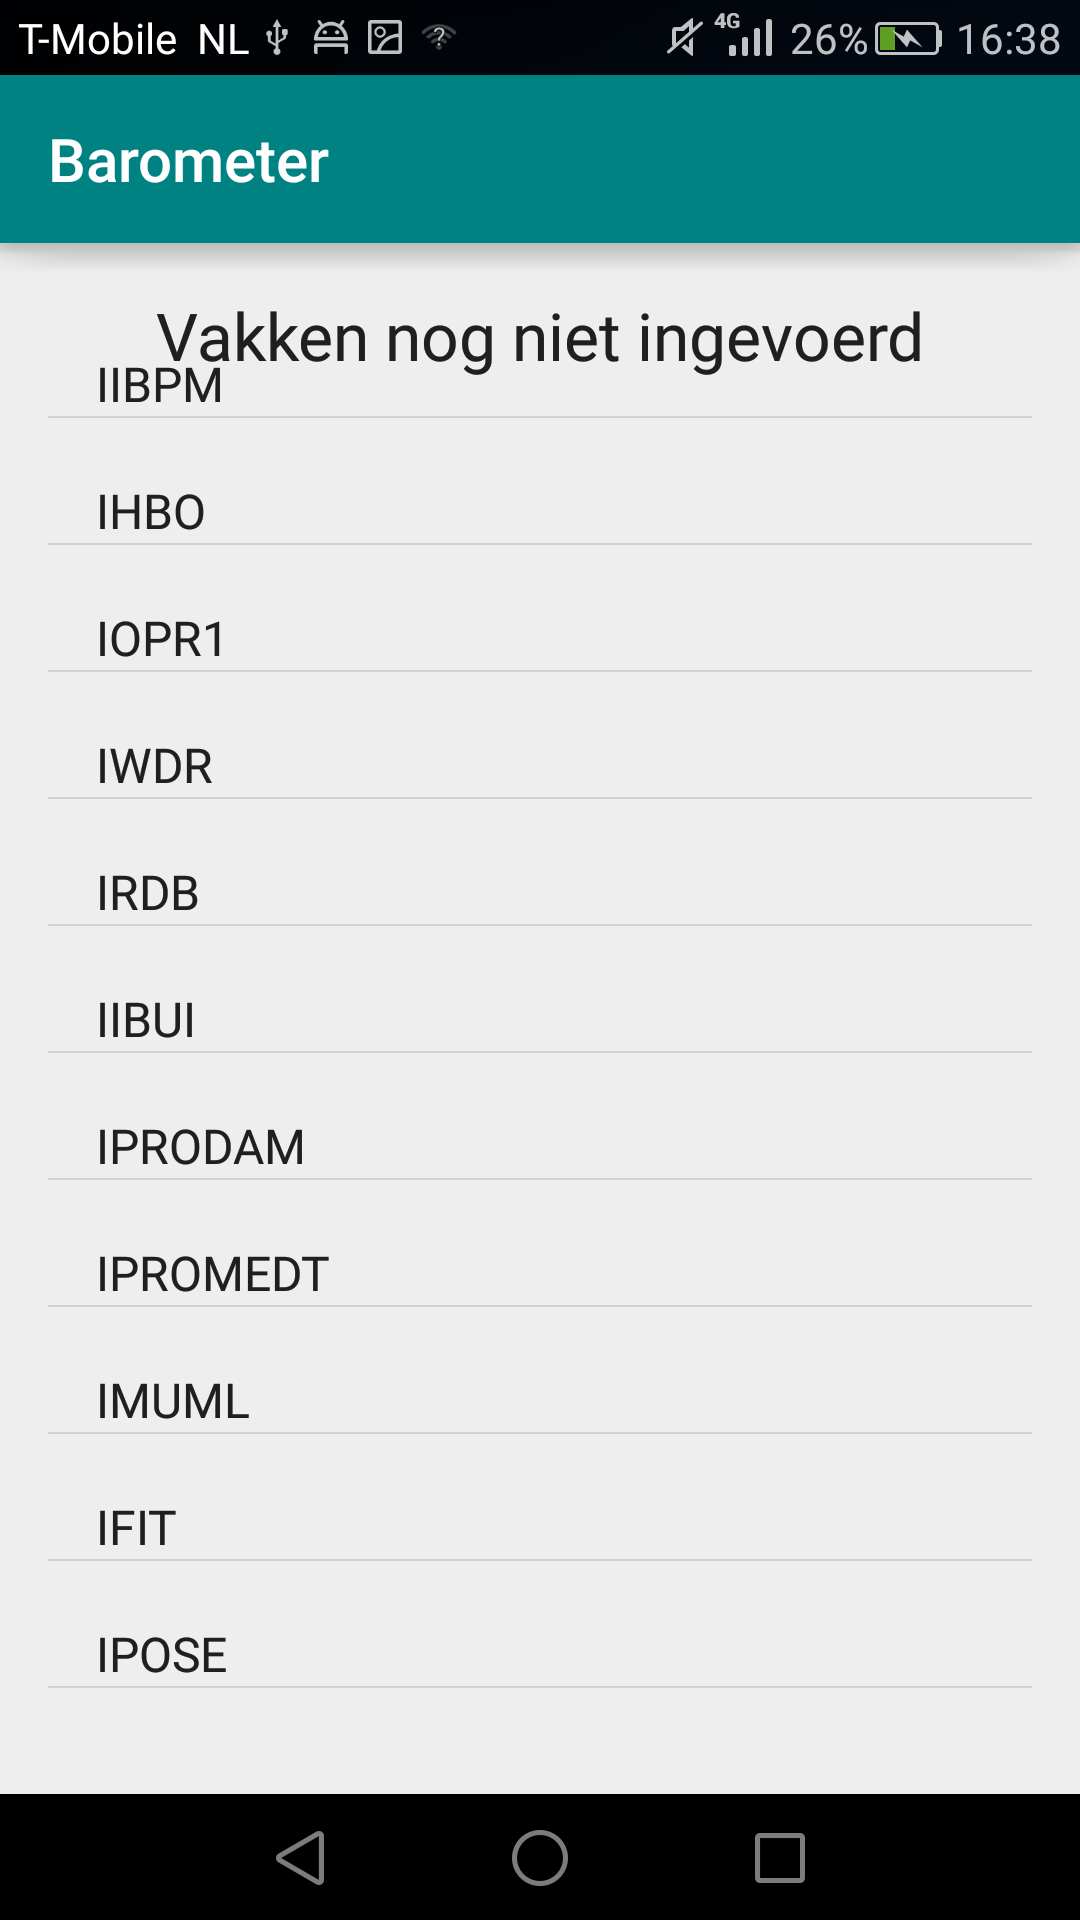 T-Mobile NL 4G 26% 16:38
Barometer
Vakken nog niet ingevoerd
IIBPM
IHBO
IOPR1
IWDR
IRDB
IIBUI
IPRODAM
IPROMEDT
IMUML
IFIT
IPOSE